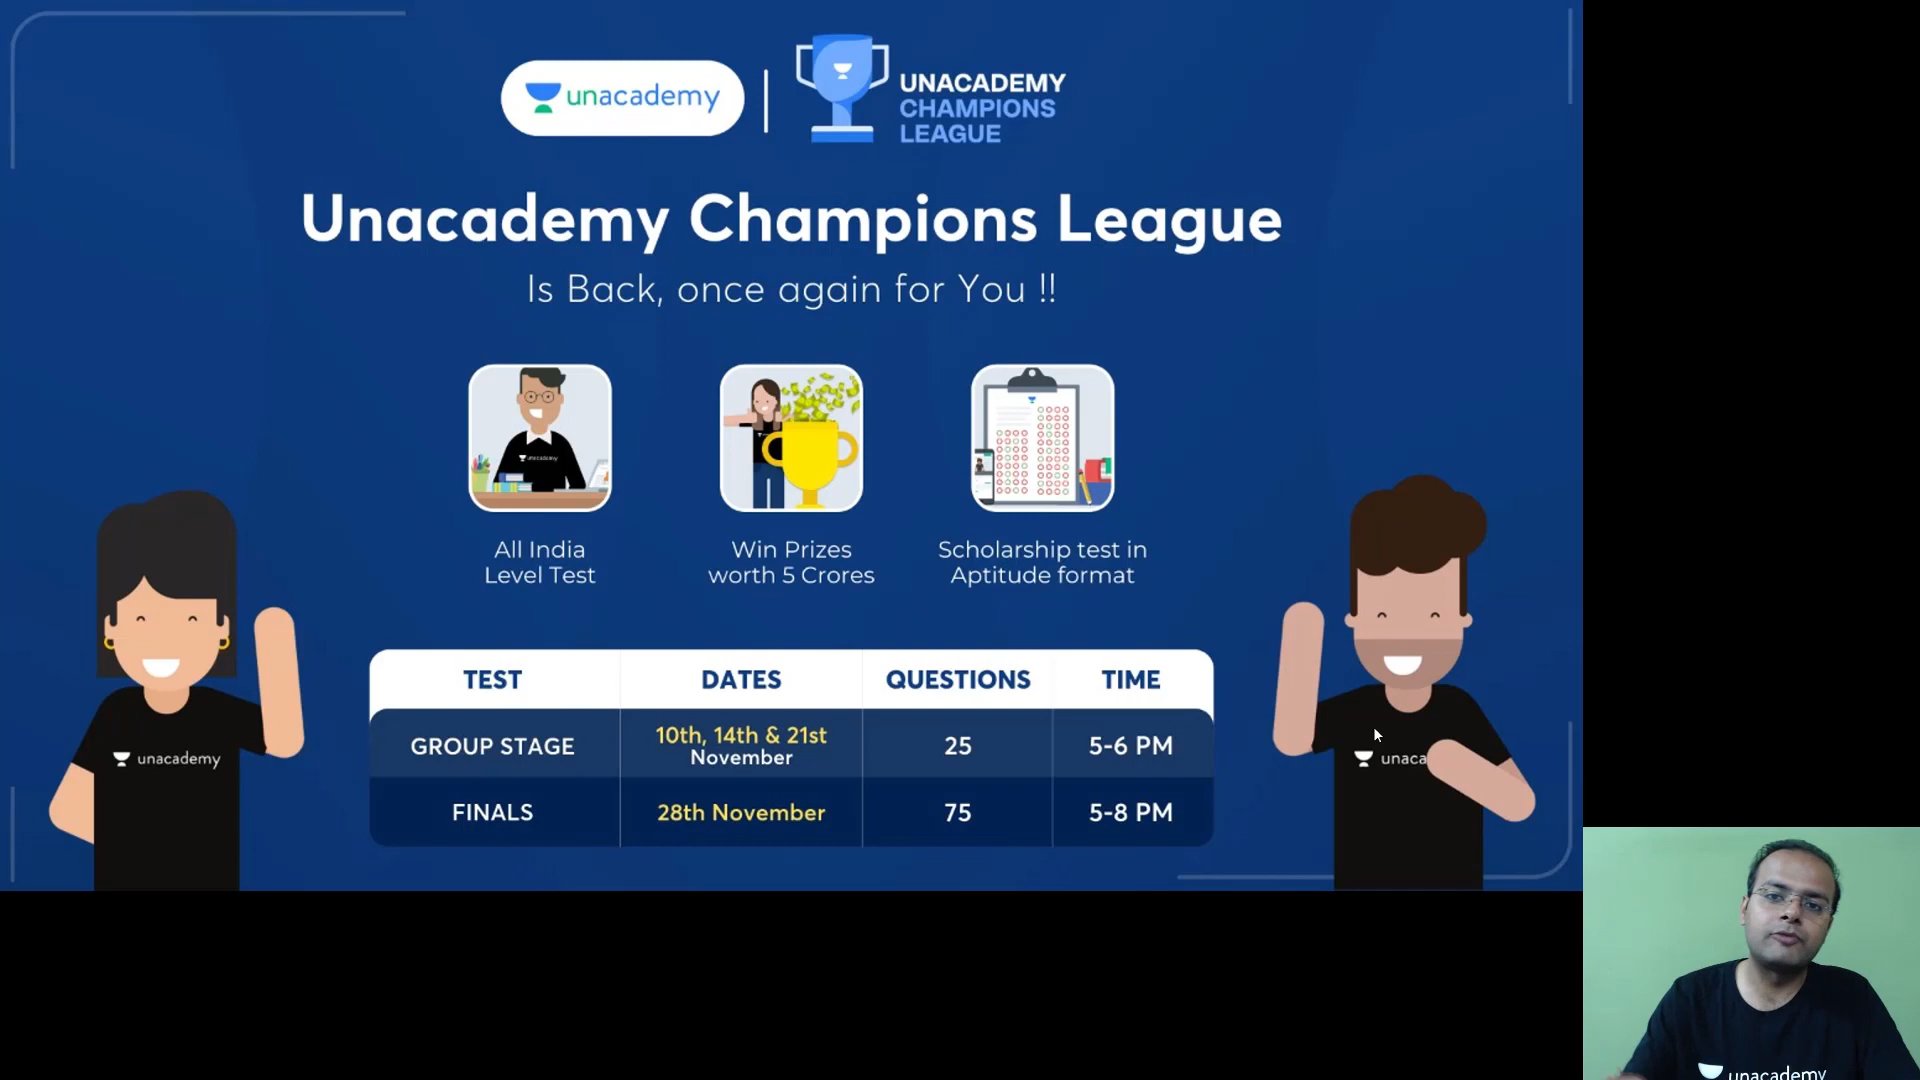 unacademy
UNACADEMY
CHAMPIONS
LEAGUE
Unacademy Champions League
Is Back, once again for You !!
unacademy
All India
Level Test
Win Prizes
worth 5 Crores
Scholarship test in
Aptitude format
TEST DATES QUESTIONS TIME
GROUP STAGE 10th, 14th & 21st November 25 5-6 PM
FINALS 28th November 75 5-8 PM
unacademy
unaca
unacademy